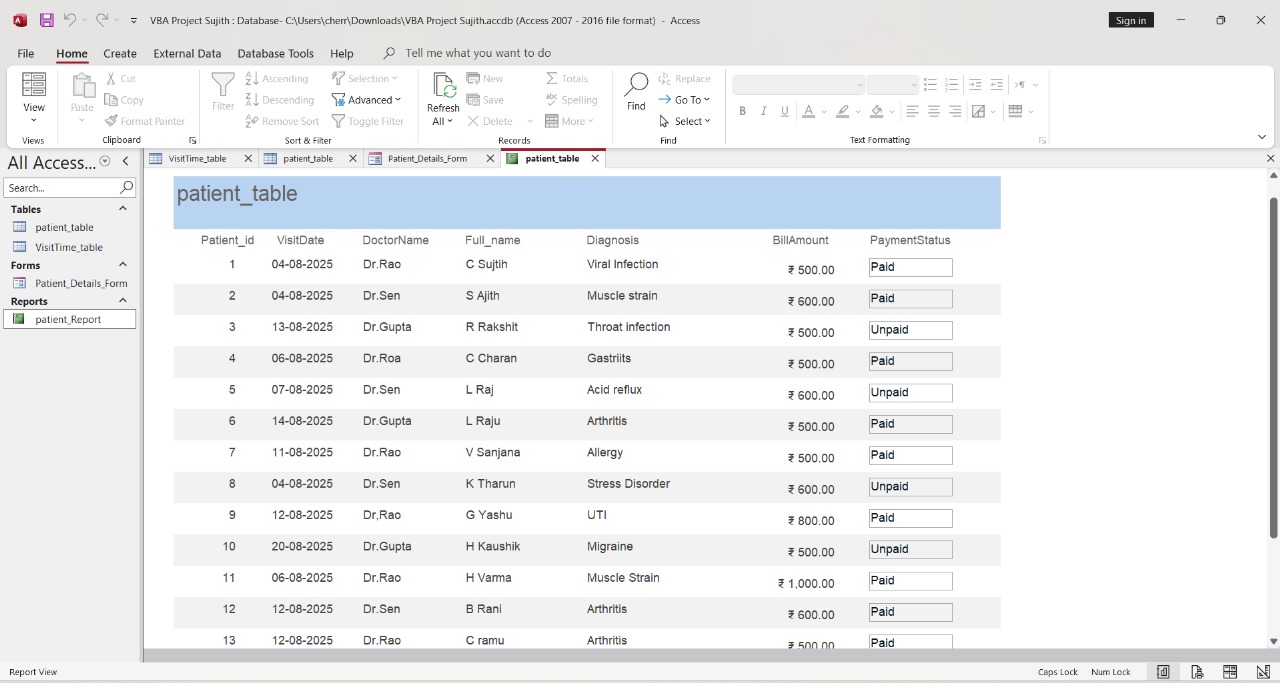 VBA Project Sujith : Database- C:\Users\cherr\Downloads\VBA Project Sujith.accdb (Access 2007 - 2016 file format) - Access
Sign in
File Home Create External Data Database Tools Help Tell me what you want to do
View
Views
Paste
Cut
Copy
Format Painter
Clipboard
Filter
Ascending
Descending
Remove Sort
Selection
Advanced
Toggle Filter
Sort & Filter
Refresh All
New
Save
Delete
Totals
Spelling
More
Records
Find
Replace
Go To
Select
Find
B I U A
Text Formatting
All Access...
Search...
Tables
patient_table
VisitTime_table
Forms
Patient_Details_Form
Reports
patient_Report
VisitTime_table patient_table Patient_Details_Form patient_table
patient_table
Patient_id VisitDate DoctorName Full_name Diagnosis BillAmount PaymentStatus
1 04-08-2025 Dr.Rao C Sujtih Viral Infection ₹ 500.00 Paid
2 04-08-2025 Dr.Sen S Ajith Muscle strain ₹ 600.00 Paid
3 13-08-2025 Dr.Gupta R Rakshit Throat infection ₹ 500.00 Unpaid
4 06-08-2025 Dr.Roa C Charan Gastriits ₹ 500.00 Paid
5 07-08-2025 Dr.Sen L Raj Acid reflux ₹ 600.00 Unpaid
6 14-08-2025 Dr.Gupta L Raju Arthritis ₹ 500.00 Paid
7 11-08-2025 Dr.Rao V Sanjana Allergy ₹ 500.00 Paid
8 04-08-2025 Dr.Sen K Tharun Stress Disorder ₹ 600.00 Unpaid
9 12-08-2025 Dr,Rao G Yashu UTI ₹ 800.00 Paid
10 20-08-2025 Dr.Gupta H Kaushik Migraine ₹ 500.00 Unpaid
11 06-08-2025 Dr.Rao H Varma Muscle Strain ₹ 1,000.00 Paid
12 12-08-2025 Dr.Sen B Rani Arthritis ₹ 600.00 Paid
13 12-08-2025 Dr.Rao C ramu Arthritis ₹ 500.00 Paid
Report View
Caps Lock Num Lock